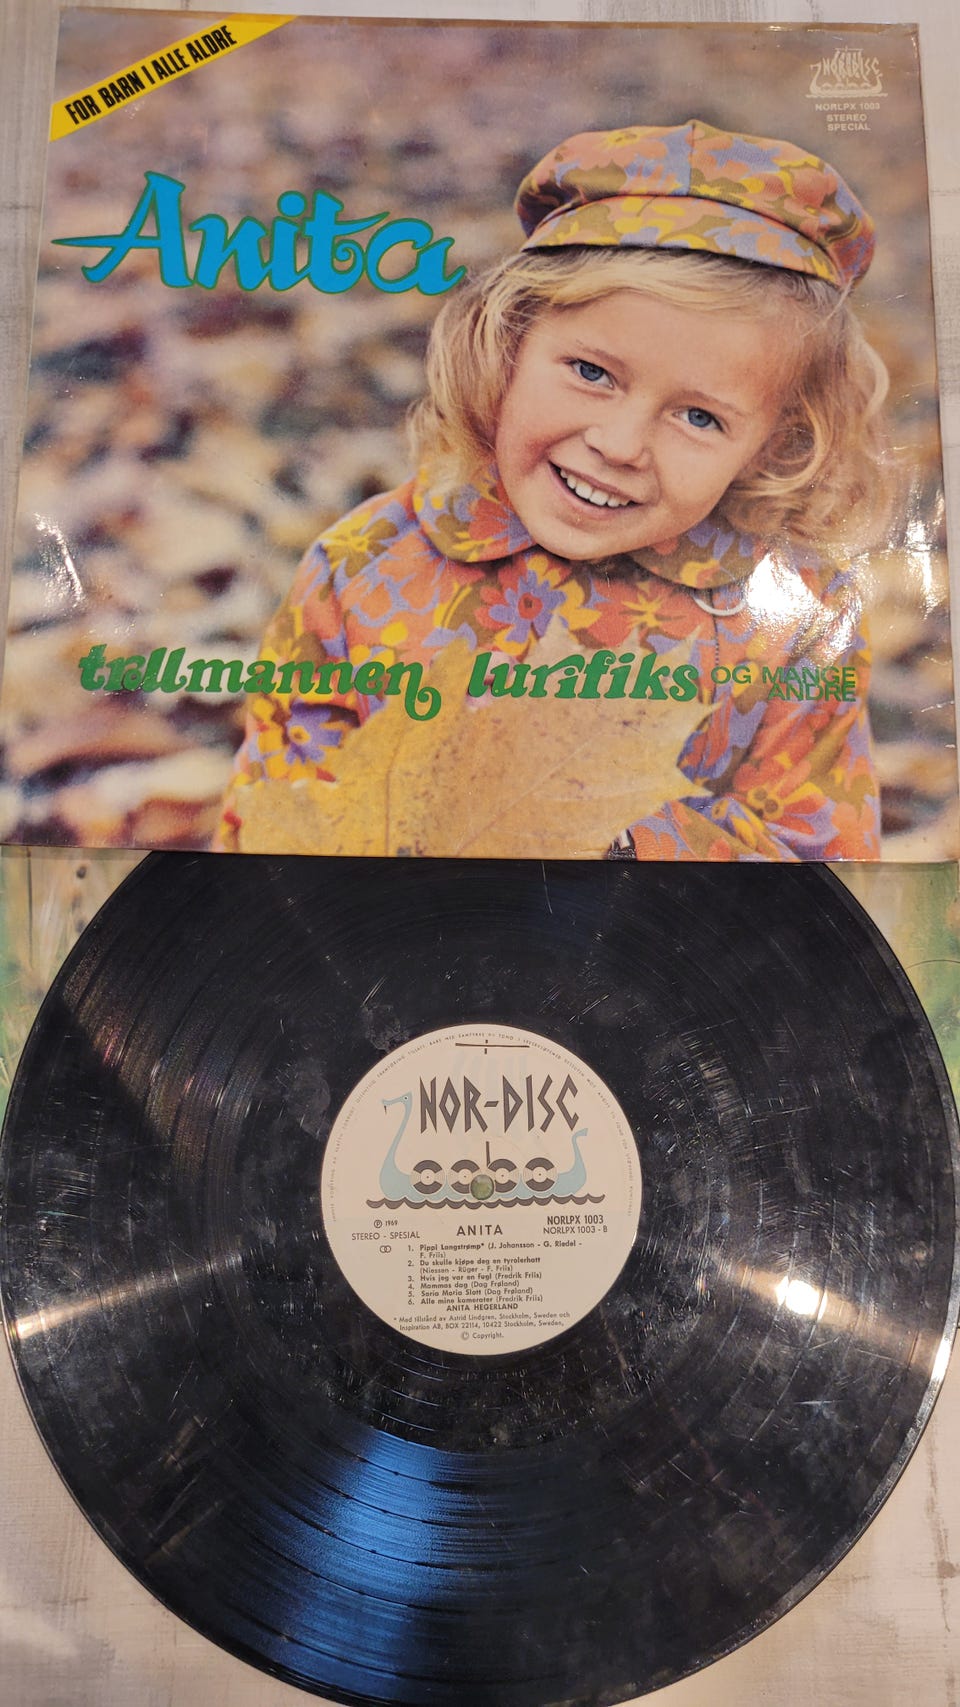 FOR BARN I ALLE ALDRE
NOR-DISC
NORLPX 1003
STEREO
SPECIAL
Anita
trollmannen lurifiks OG MANGE
ANDRE
NOR-DISC
℗ 1969
STEREO - SPESIAL
ANITA
NORLPX 1003
NORLPX 1003 - B
1. Pippi Langstrømp* (J. Johansson - G. Riedel -
F. Friis)
2. Du skulle kjøpe deg en tyrolerhatt
(Niessen - Rüger - F. Friis)
3. Hvis jeg var en fugl (Fredrik Friis)
4. Mammas dag (Dag Frøland)
5. Soria Moria Slott (Dag Frøland)
6. Alle mine kamerater (Fredrik Friis)
ANITA HEGERLAND
* Med tillstånd av Astrid Lindgren, Stockholm, Sweden och
Inspiration AB, BOX 22114, 10422 Stockholm, Sweden,
© Copyright.